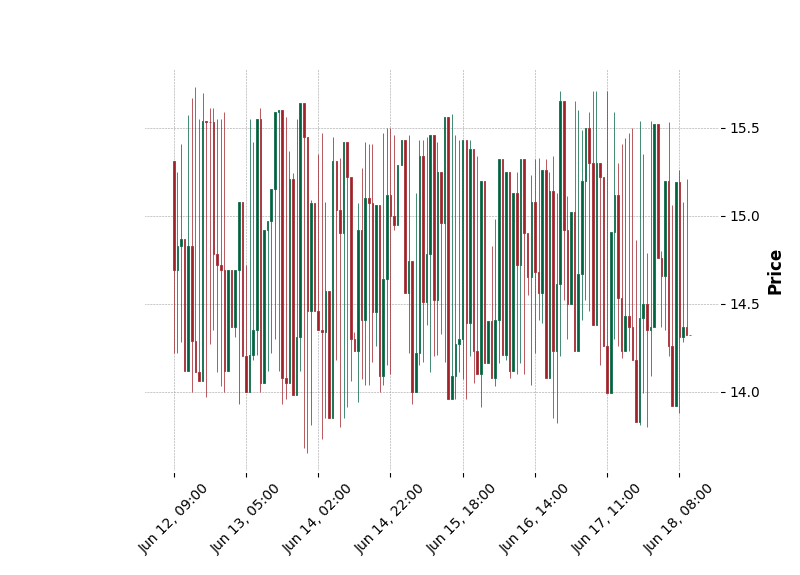 15.5
15.0
14.5
14.0
Price
Jun 12, 09:00
Jun 13, 05:00
Jun 14, 02:00
Jun 14, 22:00
Jun 15, 18:00
Jun 16, 14:00
Jun 17, 11:00
Jun 18, 08:00